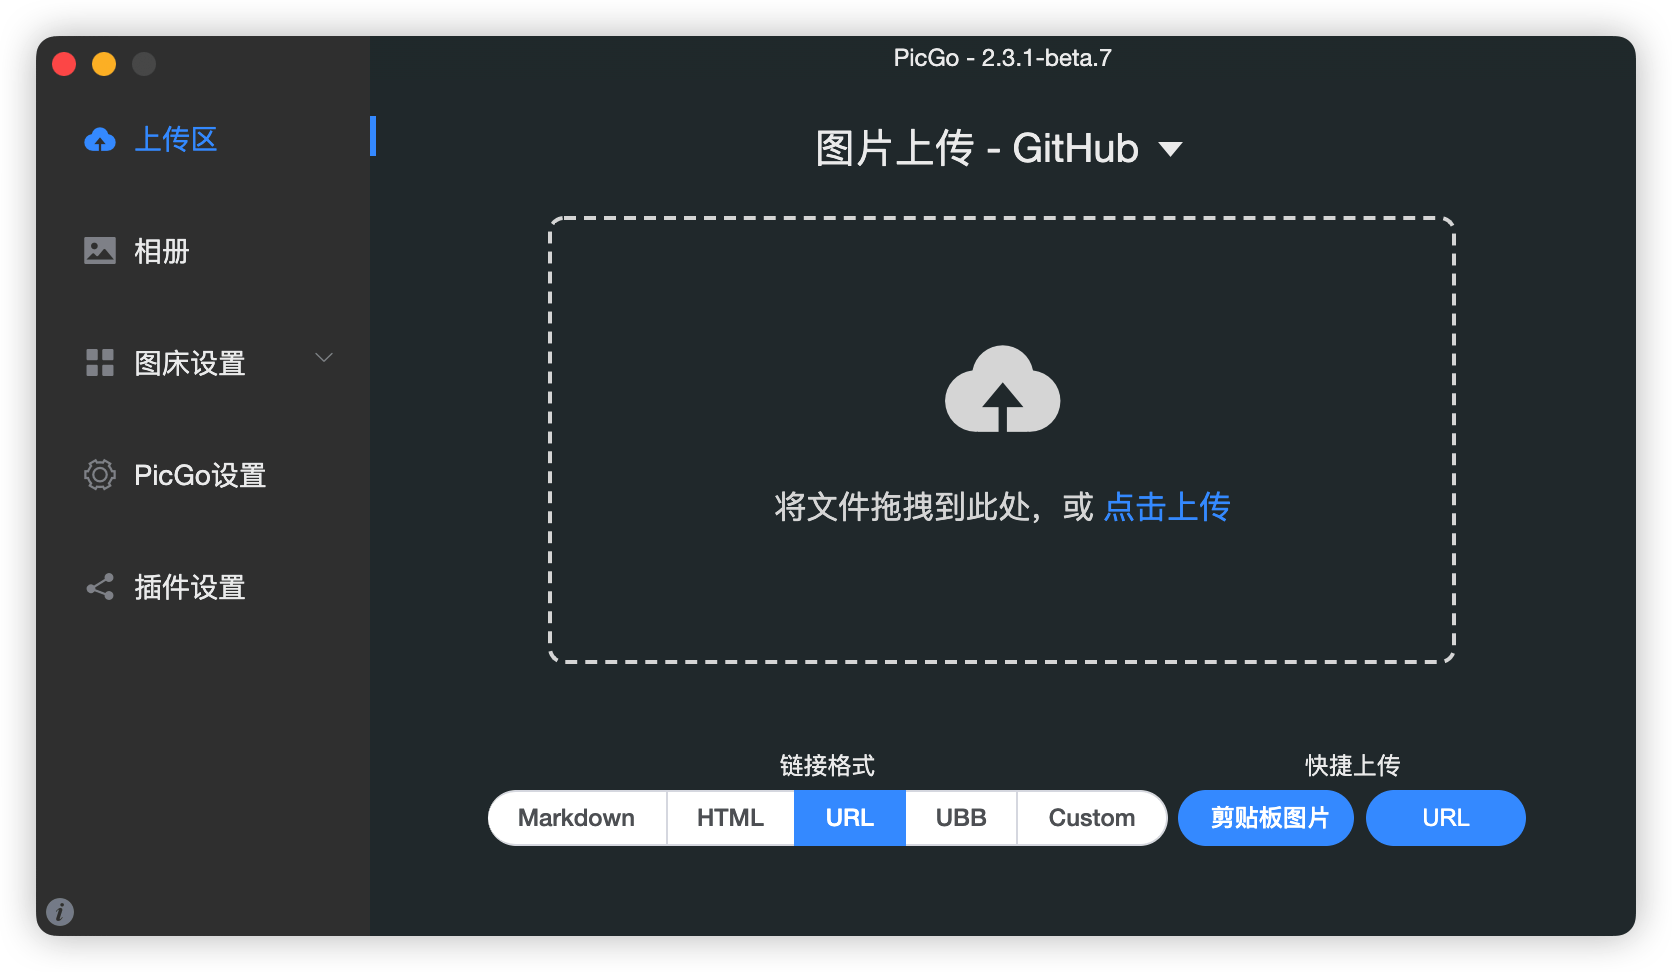 PicGo - 2.3.1-beta.7
上传区
相册
图床设置
PicGo设置
插件设置
图片上传 - GitHub
将文件拖拽到此处，或 点击上传
链接格式
Markdown HTML URL UBB Custom
快捷上传
剪贴板图片 URL
i